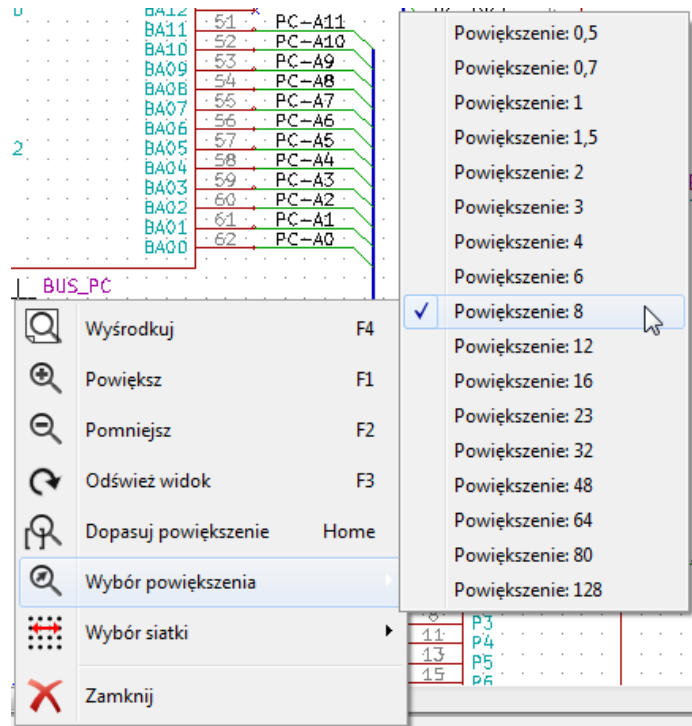 BA12
BA11 51 PC-A11
BA10 52 PC-A10
BA09 53 PC-A9
BA08 54 PC-A8
BA07 55 PC-A7
BA06 56 PC-A6
BA05 57 PC-A5
BA04 58 PC-A4
BA03 59 PC-A3
BA02 60 PC-A2
BA01 61 PC-A1
BA00 62 PC-A0
2
BUS_PC
Wyśrodkuj F4
Powiększ F1
Pomniejsz F2
Odśwież widok F3
Dopasuj powiększenie Home
Wybór powiększenia
Wybór siatki
Zamknij
Powiększenie: 0,5
Powiększenie: 0,7
Powiększenie: 1
Powiększenie: 1,5
Powiększenie: 2
Powiększenie: 3
Powiększenie: 4
Powiększenie: 6
Powiększenie: 8
Powiększenie: 12
Powiększenie: 16
Powiększenie: 23
Powiększenie: 32
Powiększenie: 48
Powiększenie: 64
Powiększenie: 80
Powiększenie: 128
P3
11 P4
13 P5
15 P6